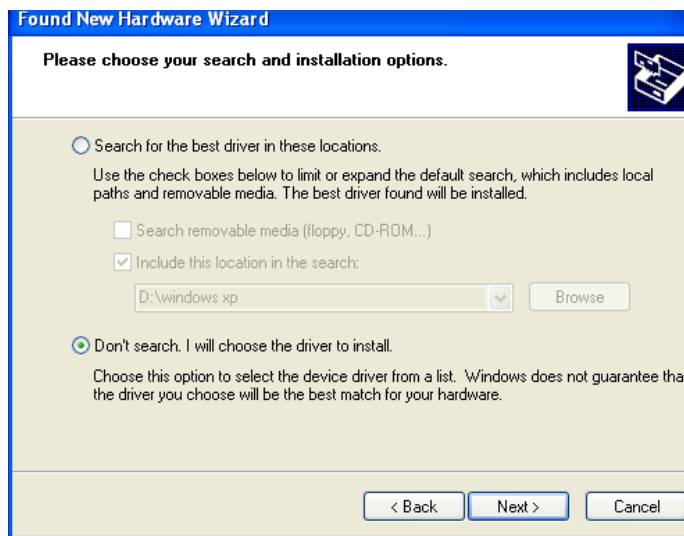 Found New Hardware Wizard
Please choose your search and installation options.
Search for the best driver in these locations.
Use the check boxes below to limit or expand the default search, which includes local
paths and removable media. The best driver found will be installed.
Search removable media (floppy, CD-ROM...)
Include this location in the search:
D:\windows xp
Browse
Don't search. I will choose the driver to install.
Choose this option to select the device driver from a list. Windows does not guarantee tha
the driver you choose will be the best match for your hardware.
< Back Next > Cancel